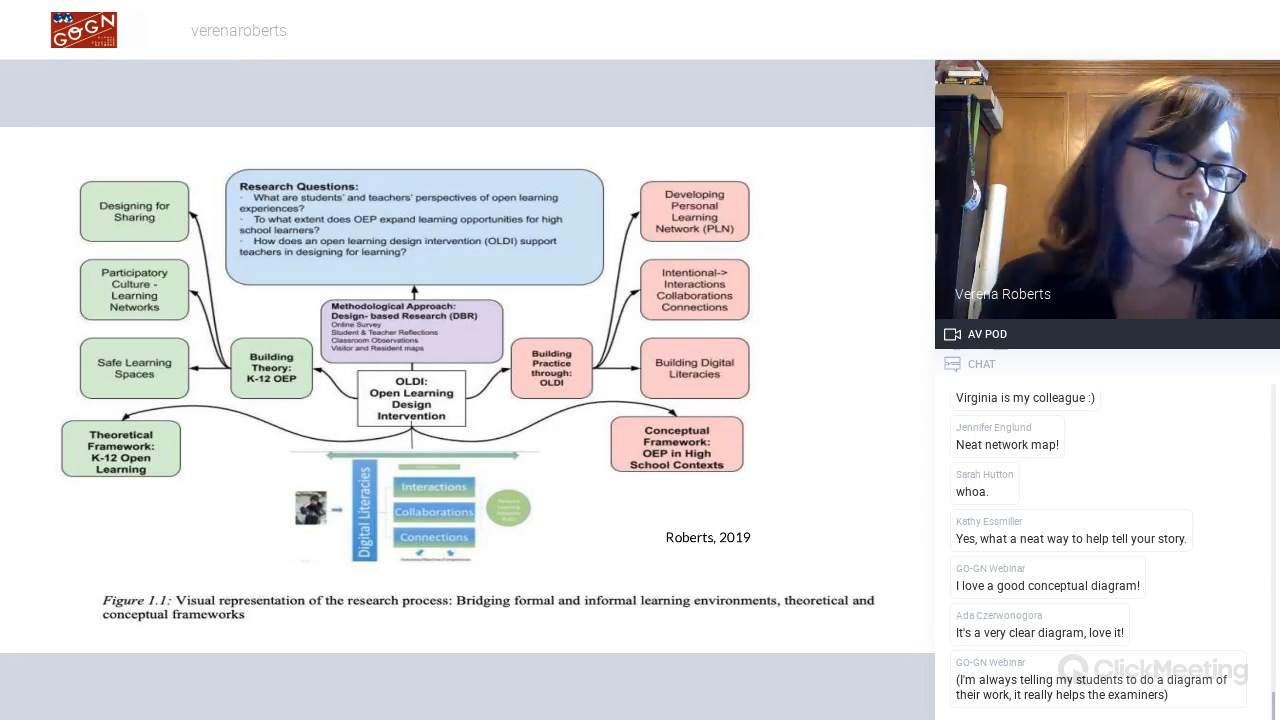 GOGN
verenaroberts
Designing for
Sharing
Participatory
Culture -
Learning
Networks
Safe Learning
Spaces
Research Questions:
· What are students' and teachers' perspectives of open learning
experiences?
· To what extent does OEP expand learning opportunities for high
school learners?
· How does an open learning design intervention (OLDI) support
teachers in designing for learning?
Methodological Approach:
Design- based Research (DBR)
Online Survey
Student & Teacher Reflections
Classroom Observations
Visitor and Resident maps
Building
Theory:
K-12 OEP
OLDI:
Open Learning
Design
Intervention
Building
Practice
through:
OLDI
Developing
Personal
Learning
Network (PLN)
Intentional->
Interactions
Collaborations
Connections
Building Digital
Literacies
Theoretical
Framework:
K-12 Open
Learning
Conceptual
Framework:
OEP in High
School Contexts
Digital Literacies
Interactions
Collaborations
Connections
Roberts, 2019
Figure 1.1: Visual representation of the research process: Bridging formal and informal learning environments, theoretical and
conceptual frameworks
Verena Roberts
AV POD
CHAT
Virginia is my colleague :)
Jennifer Englund
Neat network map!
Sarah Hutton
whoa.
Kathy Essmiller
Yes, what a neat way to help tell your story.
GO-GN Webinar
I love a good conceptual diagram!
Ada Czerwonogora
It's a very clear diagram, love it!
GO-GN Webinar
(I'm always telling my students to do a diagram of
their work, it really helps the examiners)
ClickMeeting